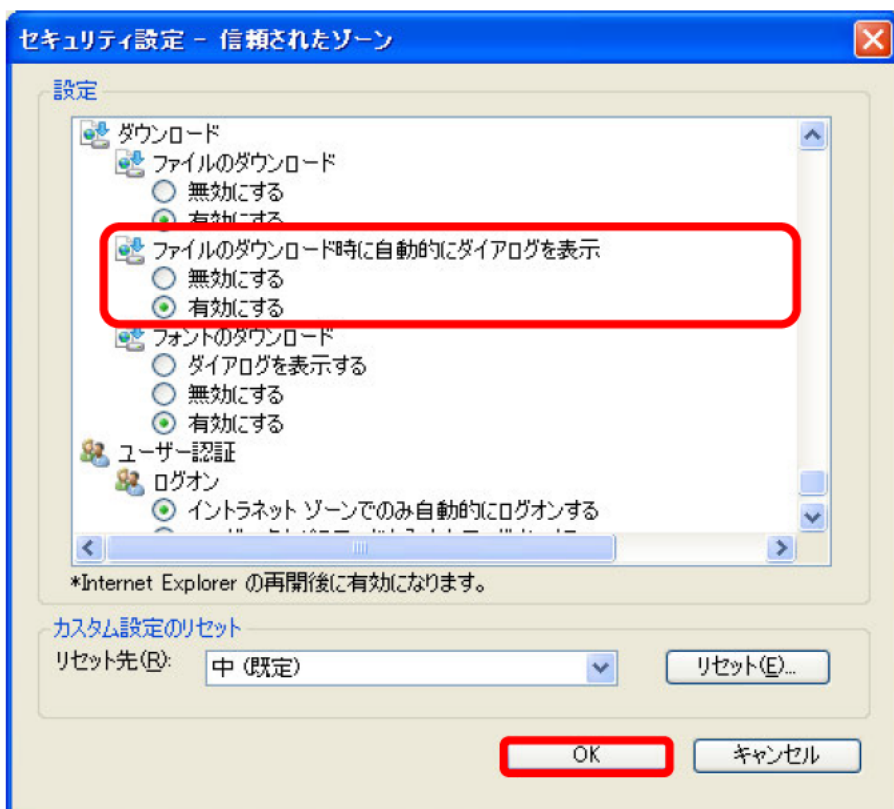 セキュリティ設定 - 信頼されたゾーン
設定
ダウンロード
ファイルのダウンロード
無効にする
有効にする
ファイルのダウンロード時に自動的にダイアログを表示
無効にする
有効にする
フォントのダウンロード
ダイアログを表示する
無効にする
有効にする
ユーザー認証
ログオン
イントラネット ゾーンでのみ自動的にログオンする
*Internet Explorer の再開後に有効になります。
カスタム設定のリセット
リセット先(R):
中 (既定)
リセット(E)...
OK
キャンセル